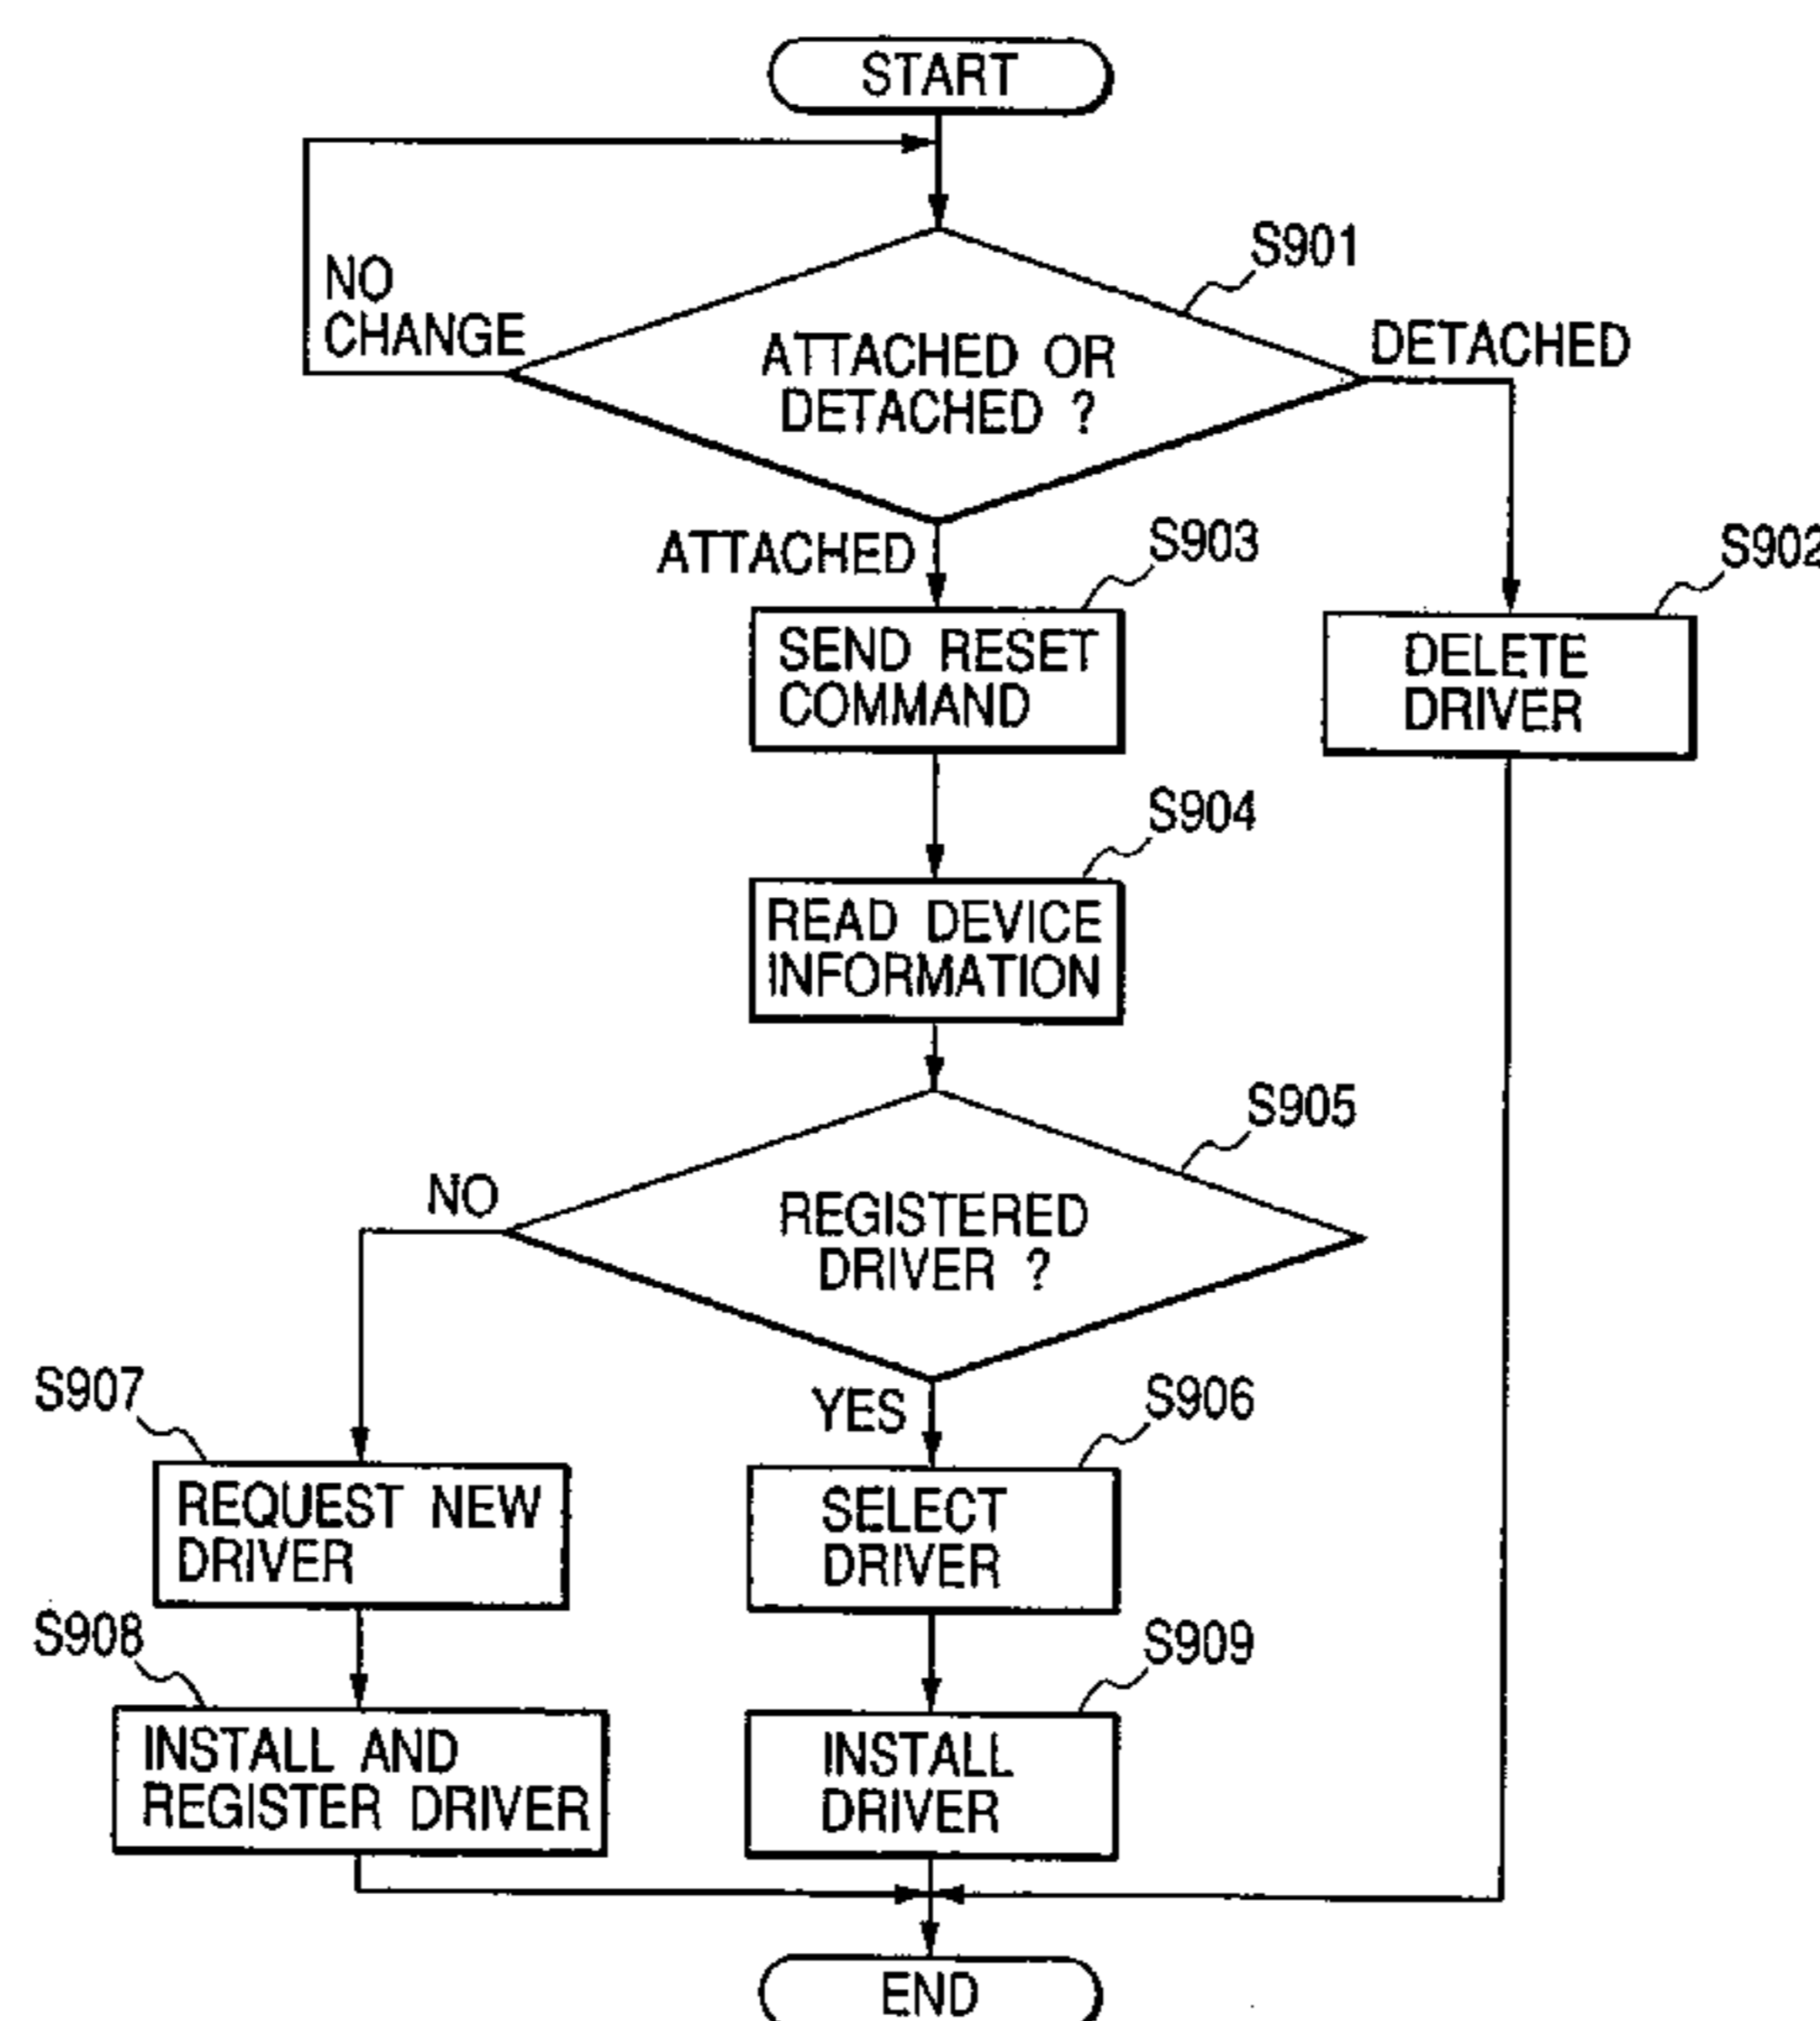 START
NO
CHANGE
S901
ATTACHED OR
DETACHED ?
DETACHED
ATTACHED
S903
SEND RESET
COMMAND
S902
DELETE
DRIVER
S904
READ DEVICE
INFORMATION
S905
REGISTERED
DRIVER ?
NO
YES
S907
REQUEST NEW
DRIVER
S906
SELECT
DRIVER
S908
INSTALL AND
REGISTER DRIVER
S909
INSTALL
DRIVER
END